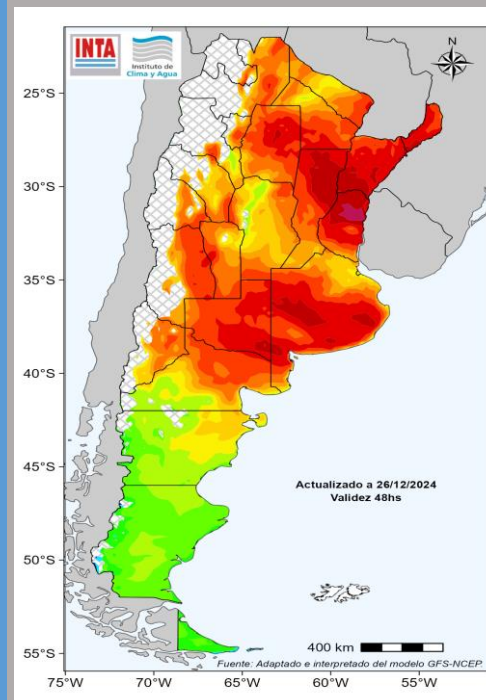 INTA
Instituto de
Clima y Agua
N
25°S
30°S
35°S
40°S
45°S
50°S
55°S
Actualizado a 26/12/2024
Validez 48hs
400 km
Fuente: Adaptado e interpretado del modelo GFS-NCEP.
75°W
70°W
65°W
60°W
55°W